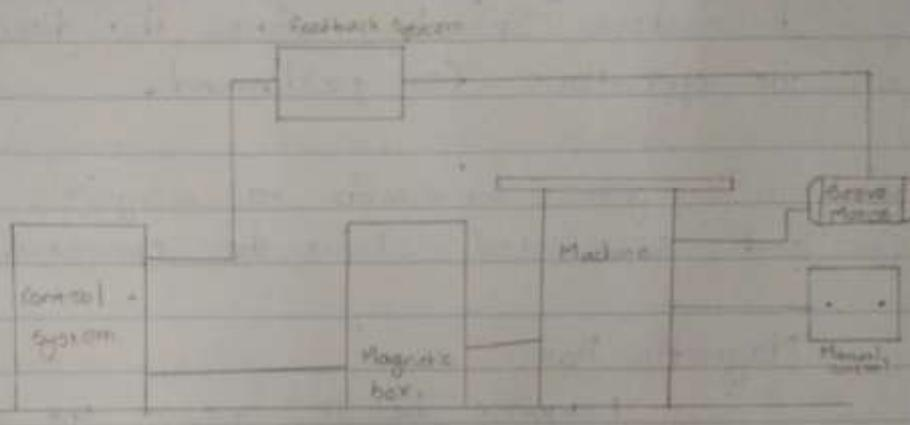 Feedback System
Servo
Motor
Machine
Control
System
Magnetic
box.
Manual